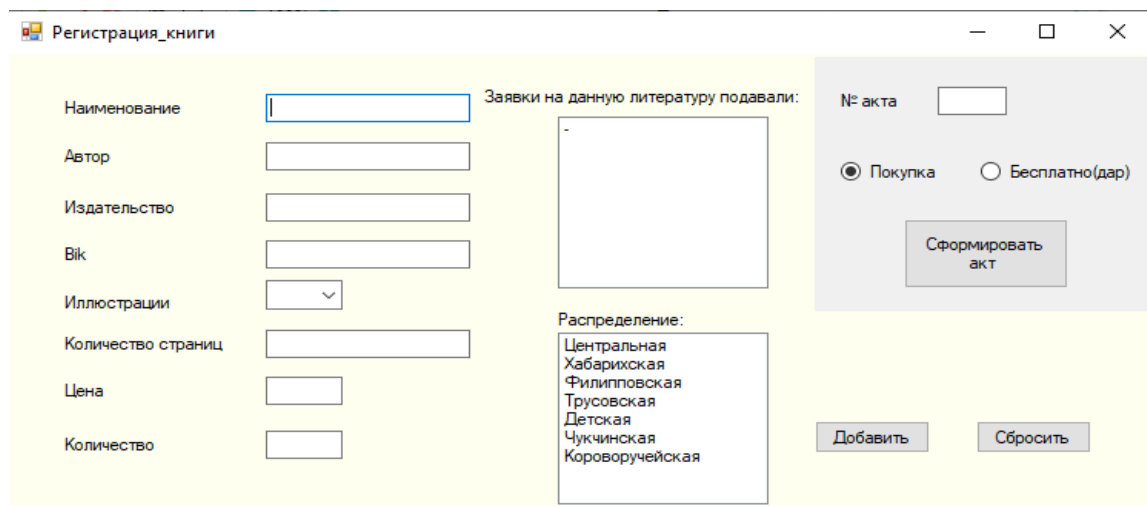 Регистрация_книги
Наименование
Автор
Издательство
Bik
Иллюстрации
Количество страниц
Цена
Количество
Заявки на данную литературу подавали:
-
Распределение:
Центральная
Хабарихская
Филипповская
Трусовская
Детская
Чукчинская
Короворучейская
№ акта
Покупка
Бесплатно(дар)
Сформировать
акт
Добавить
Сбросить